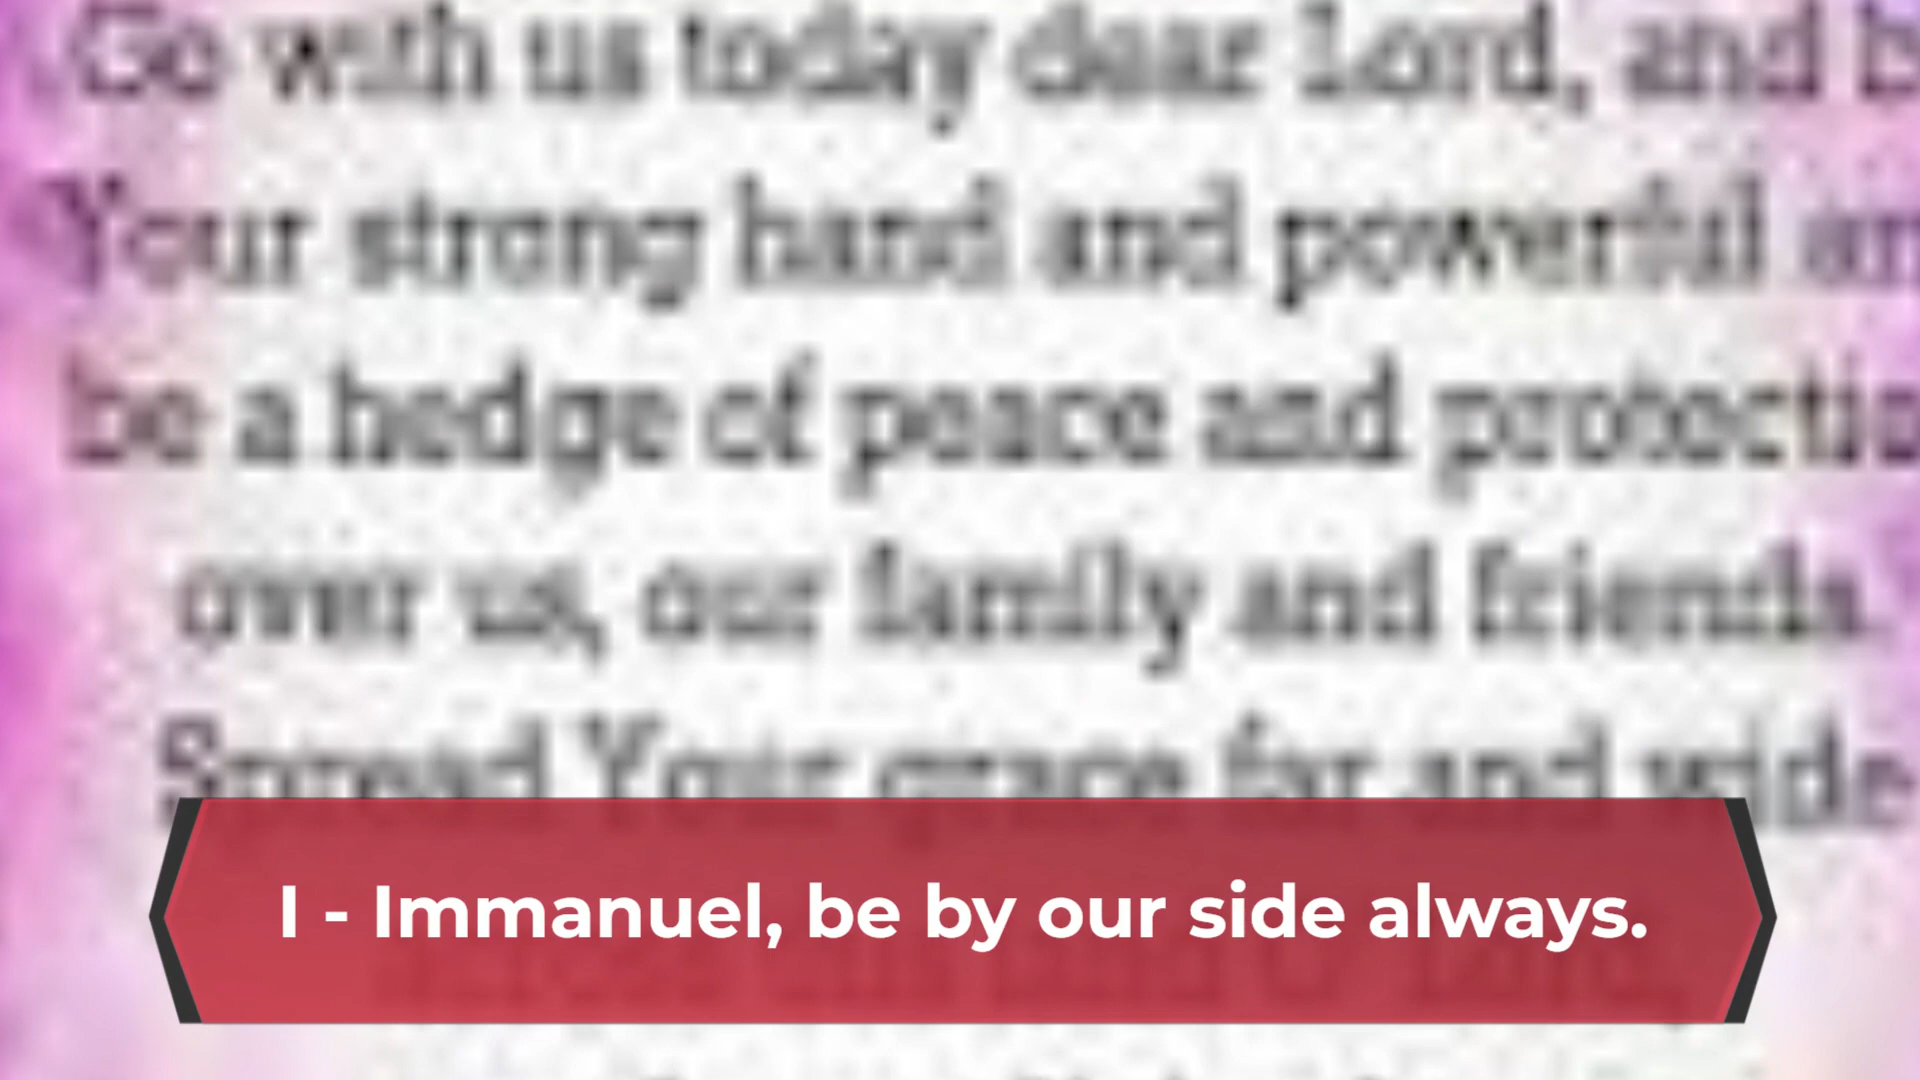 Go with us today dear Lord, and b
Your strong hand and powerful
be a hedge of peace and protectio
over us, our family and friends.
Spread Your grace far and wide
I - Immanuel, be by our side always.